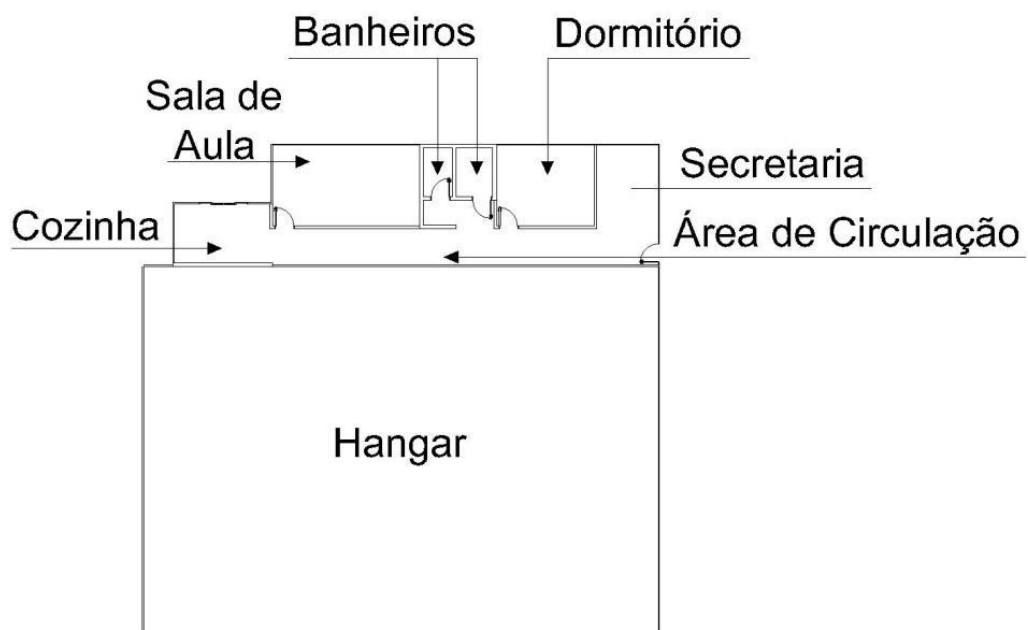 Banheiros
Dormitório
Sala de
Aula
Secretaria
Cozinha
Área de Circulação
Hangar